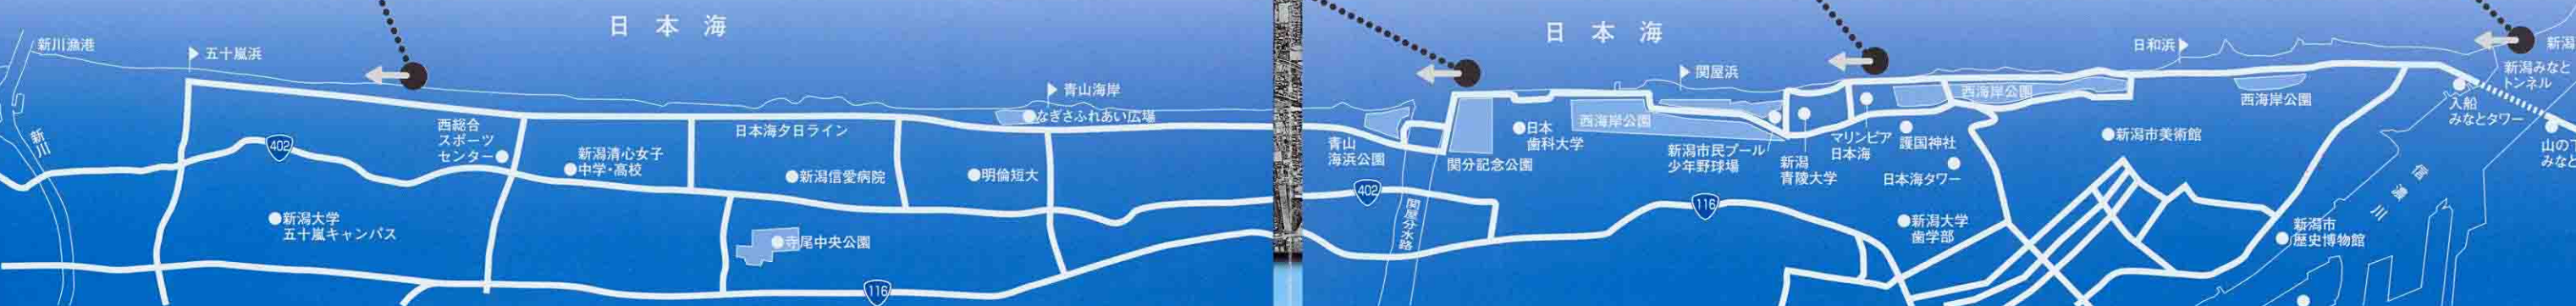 日本海
新川漁港
五十嵐浜
青山海岸
なぎさふれあい広場
西総合
スポーツ
センター
日本海夕日ライン
新川
402
新潟清心女子
中学・高校
新潟信愛病院
明倫短大
新潟大学
五十嵐キャンパス
寺尾中央公園
116
日本海
関屋浜
日和浜
新潟
新潟みなと
トンネル
入船
みなとタワー
山の下
みなと
西海岸公園
西海岸公園
西海岸公園
青山
海浜公園
関分記念公園
日本
歯科大学
新潟市民プール
少年野球場
新潟
青陵大学
マリンピア
日本海
護国神社
日本海タワー
新潟市美術館
402
関屋分水路
116
新潟大学
歯学部
信濃川
新潟市
歴史博物館